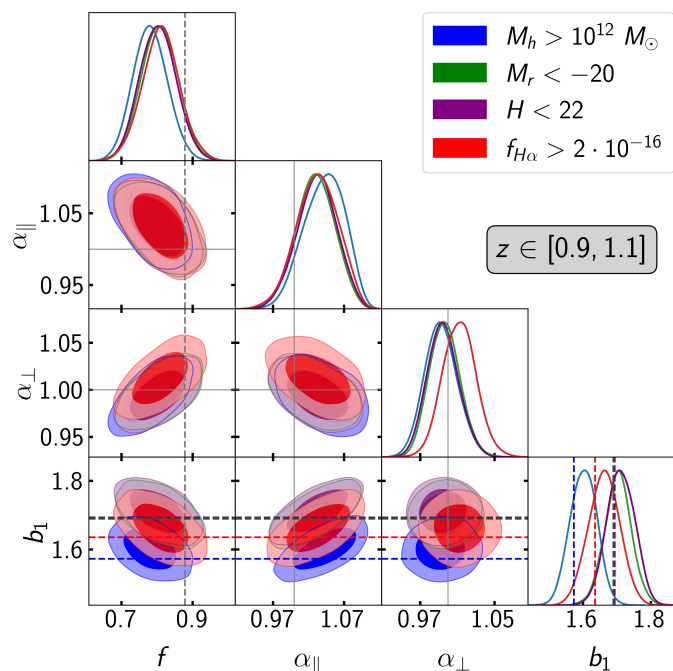 M_h > 10^12 M_⊙
M_r < −20
H < 22
f_Hα > 2 · 10^−16
z ∈ [0.9, 1.1]
α_∥
1.05
0.95
α_⊥
1.05
1.00
0.95
b_1
1.8
1.6
0.7 0.9 0.97 1.07 0.97 1.05 1.6 1.8
f α_∥ α_⊥ b_1